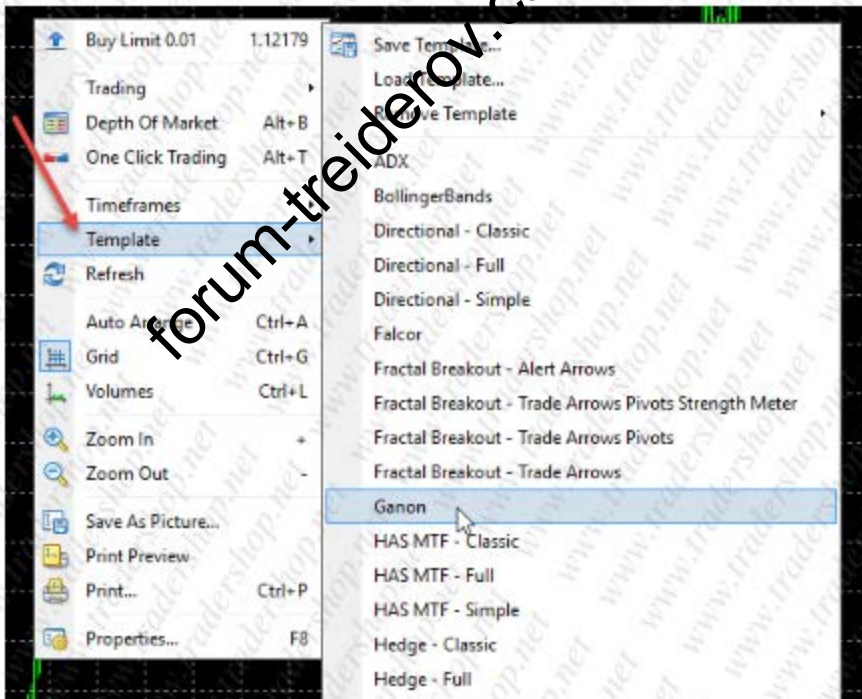 Buy Limit 0.01 1.12179
Trading
Depth Of Market Alt+B
One Click Trading Alt+T
Timeframes
Template
Refresh
Auto Arrange Ctrl+A
Grid Ctrl+G
Volumes Ctrl+L
Zoom In +
Zoom Out -
Save As Picture...
Print Preview
Print... Ctrl+P
Properties... F8
Save Template...
Load Template...
Remove Template
ADX
BollingerBands
Directional - Classic
Directional - Full
Directional - Simple
Falcor
Fractal Breakout - Alert Arrows
Fractal Breakout - Trade Arrows Pivots Strength Meter
Fractal Breakout - Trade Arrows Pivots
Fractal Breakout - Trade Arrows
Ganon
HAS MTF - Classic
HAS MTF - Full
HAS MTF - Simple
Hedge - Classic
Hedge - Full
www.tradershop.net